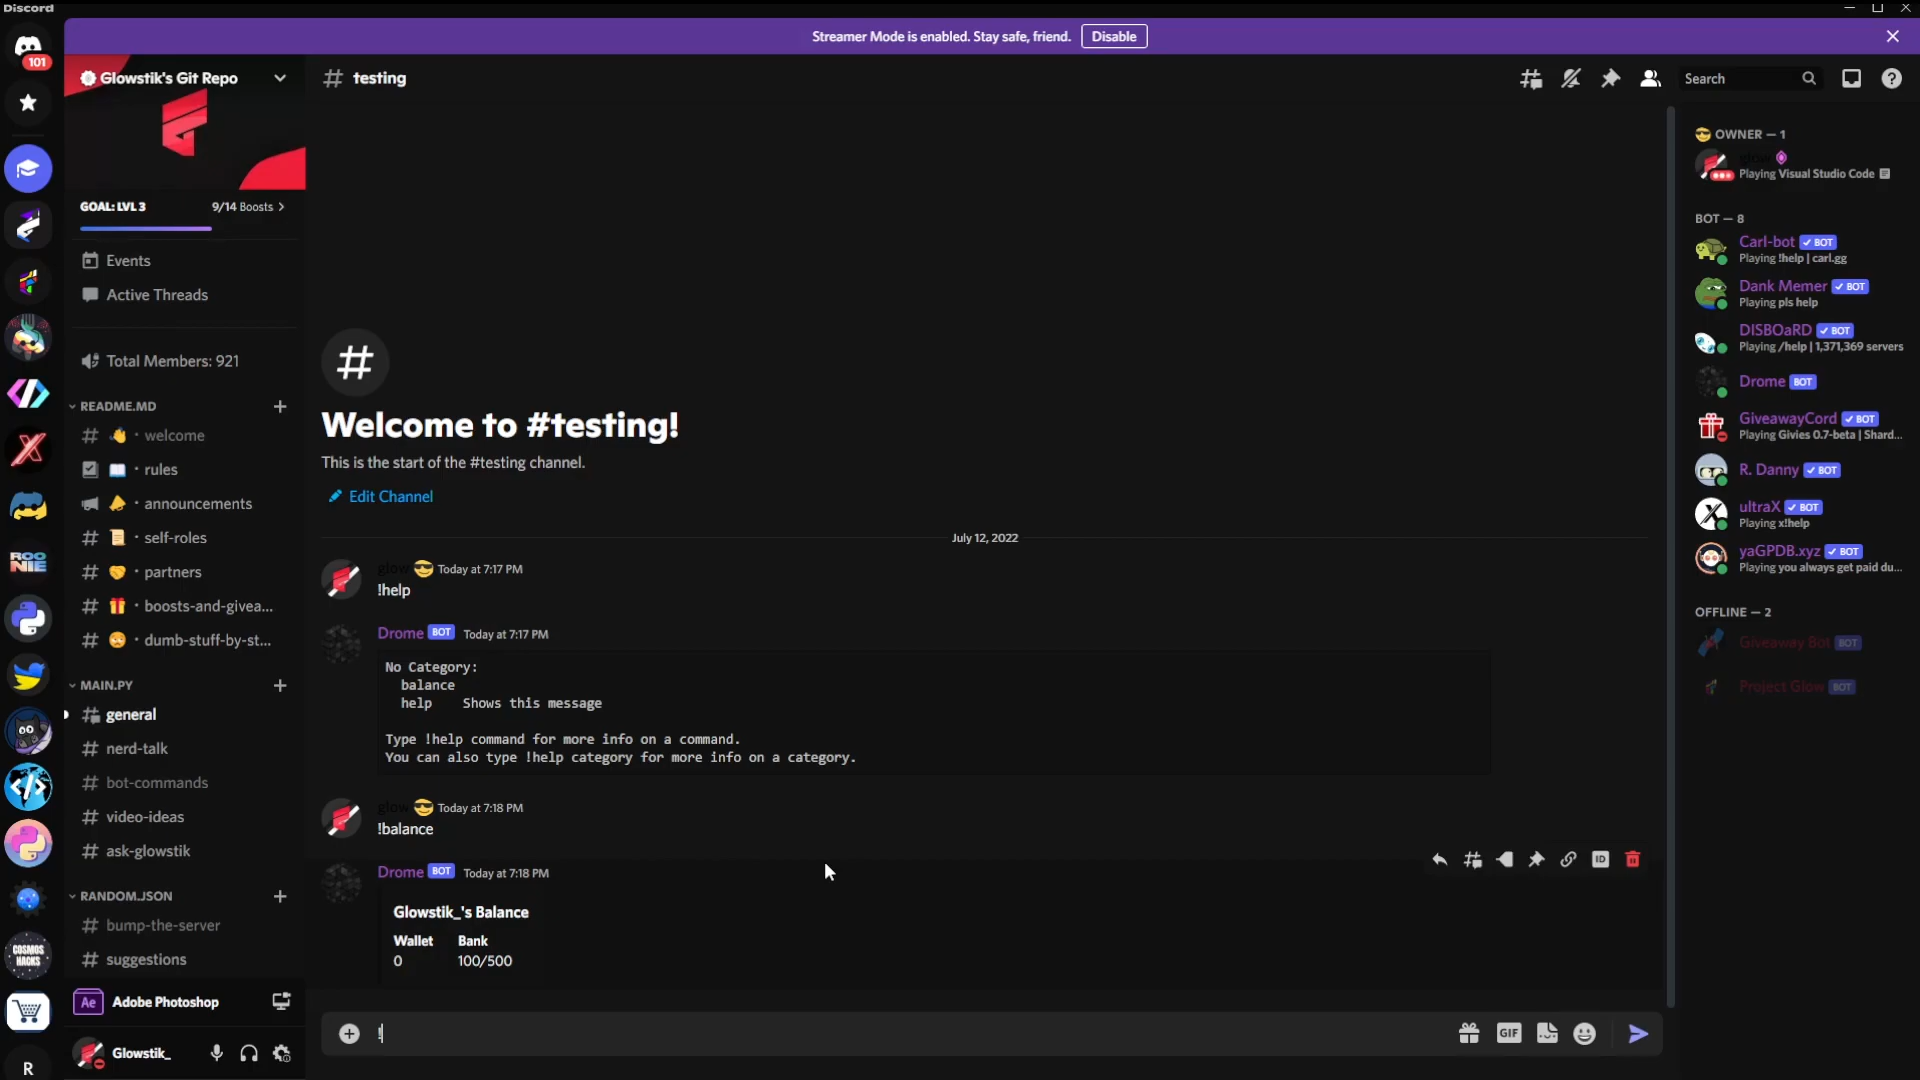 Discord
Streamer Mode is enabled. Stay safe, friend. Disable
101
Glowstik's Git Repo
GOAL: LVL 3 9/14 Boosts
Events
Active Threads
Total Members: 921
README.MD
welcome
rules
announcements
self-roles
partners
boosts-and-givea...
dumb-stuff-by-st...
MAIN.PY
general
nerd-talk
bot-commands
video-ideas
ask-glowstik
RANDOM.JSON
bump-the-server
suggestions
ROO
NIE
COSMOS
HACKS
R
Ae Adobe Photoshop
Glowstik_
# testing
Search
#
Welcome to #testing!
This is the start of the #testing channel.
Edit Channel
July 12, 2022
glow Today at 7:17 PM
!help
Drome BOT Today at 7:17 PM
No Category:
balance
help Shows this message
Type !help command for more info on a command.
You can also type !help category for more info on a category.
glow Today at 7:18 PM
!balance
Drome BOT Today at 7:18 PM
ID
Glowstik_'s Balance
Wallet Bank
0 100/500
!
GIF
OWNER — 1
glow
Playing Visual Studio Code
BOT — 8
Carl-bot BOT
Playing !help | carl.gg
Dank Memer BOT
Playing pls help
DISBOaRD BOT
Playing /help | 1,371,369 servers
Drome BOT
GiveawayCord BOT
Playing Givies 0.7-beta | Shard...
R. Danny BOT
ultraX BOT
Playing x!help
yaGPDB.xyz BOT
Playing you always get paid du...
OFFLINE — 2
Giveaway Bot BOT
Project Glow BOT